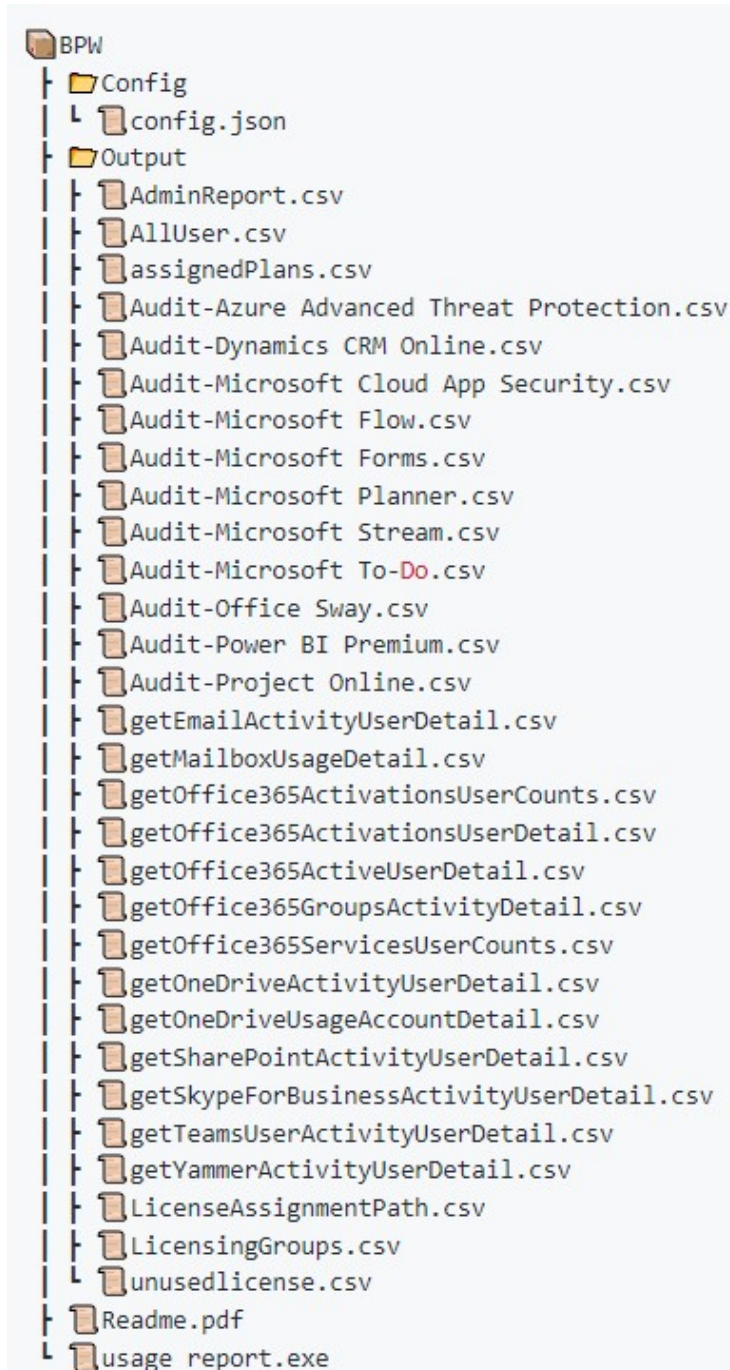 BPW
Config
config.json
Output
AdminReport.csv
AllUser.csv
assignedPlans.csv
Audit-Azure Advanced Threat Protection.csv
Audit-Dynamics CRM Online.csv
Audit-Microsoft Cloud App Security.csv
Audit-Microsoft Flow.csv
Audit-Microsoft Forms.csv
Audit-Microsoft Planner.csv
Audit-Microsoft Stream.csv
Audit-Microsoft To-Do.csv
Audit-Office Sway.csv
Audit-Power BI Premium.csv
Audit-Project Online.csv
getEmailActivityUserDetail.csv
getMailboxUsageDetail.csv
getOffice365ActivationsUserCounts.csv
getOffice365ActivationsUserDetail.csv
getOffice365ActiveUserDetail.csv
getOffice365GroupsActivityDetail.csv
getOffice365ServicesUserCounts.csv
getOneDriveActivityUserDetail.csv
getOneDriveUsageAccountDetail.csv
getSharePointActivityUserDetail.csv
getSkypeForBusinessActivityUserDetail.csv
getTeamsUserActivityUserDetail.csv
getYammerActivityUserDetail.csv
LicenseAssignmentPath.csv
LicensingGroups.csv
unusedlicense.csv
Readme.pdf
usage report.exe